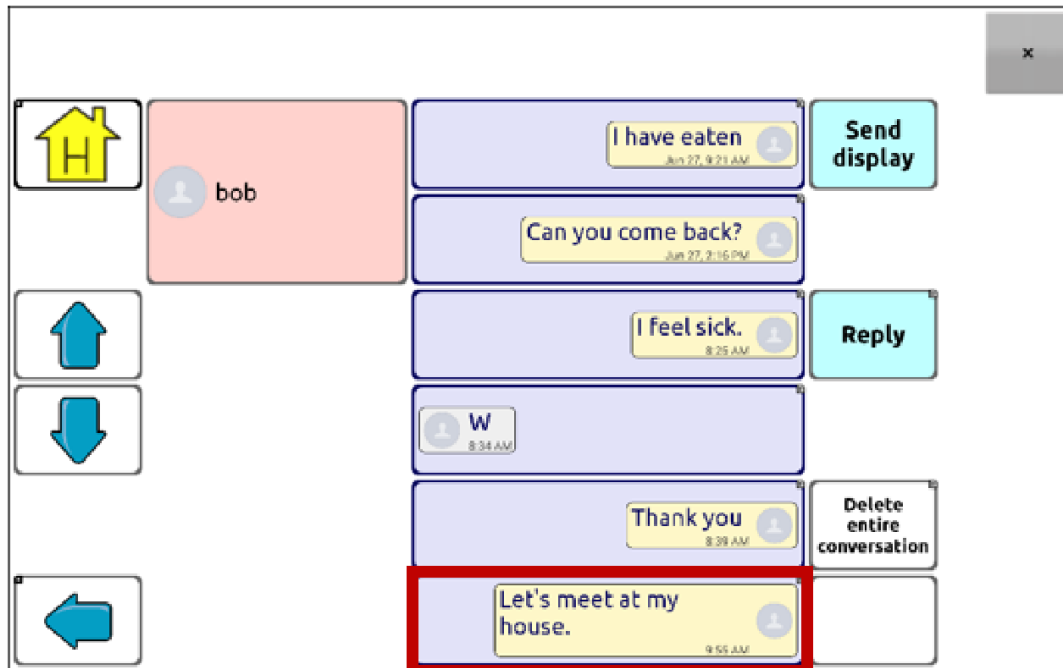 ×
H
bob
I have eaten
Jun 27, 9:21 AM
Send
display
Can you come back?
Jun 27, 2:16 PM
I feel sick.
8:25 AM
Reply
W
8:34 AM
Thank you
8:39 AM
Delete
entire
conversation
Let's meet at my
house.
9:55 AM